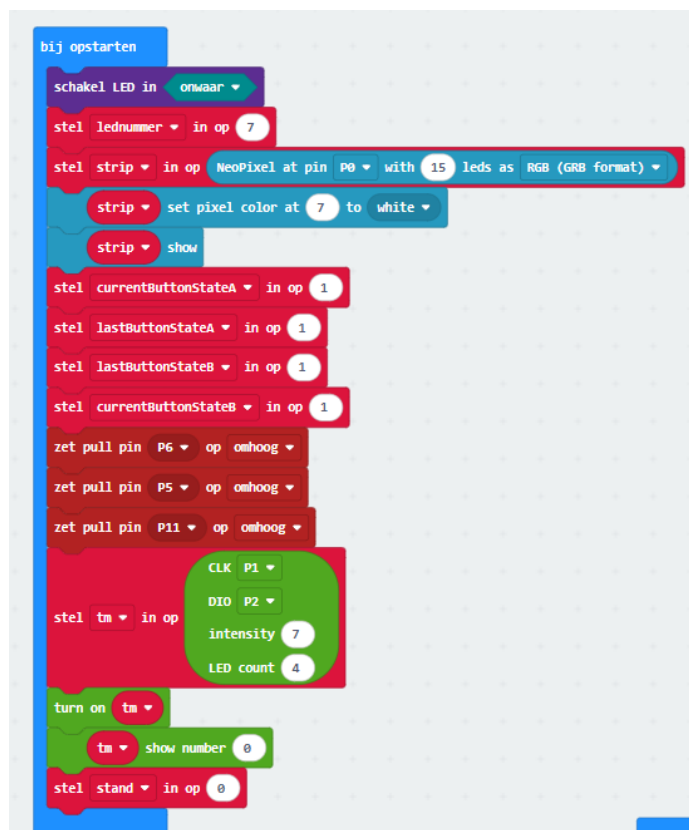 bij opstarten
schakel LED in onwaar
stel lednummer in op 7
stel strip in op NeoPixel at pin P0 with 15 leds as RGB (GRB format)
strip set pixel color at 7 to white
strip show
stel currentButtonStateA in op 1
stel lastButtonStateA in op 1
stel lastButtonStateB in op 1
stel currentButtonStateB in op 1
zet pull pin P6 op omhoog
zet pull pin P5 op omhoog
zet pull pin P11 op omhoog
CLK P1
DIO P2
stel tm in op
intensity 7
LED count 4
turn on tm
tm show number 0
stel stand in op 0